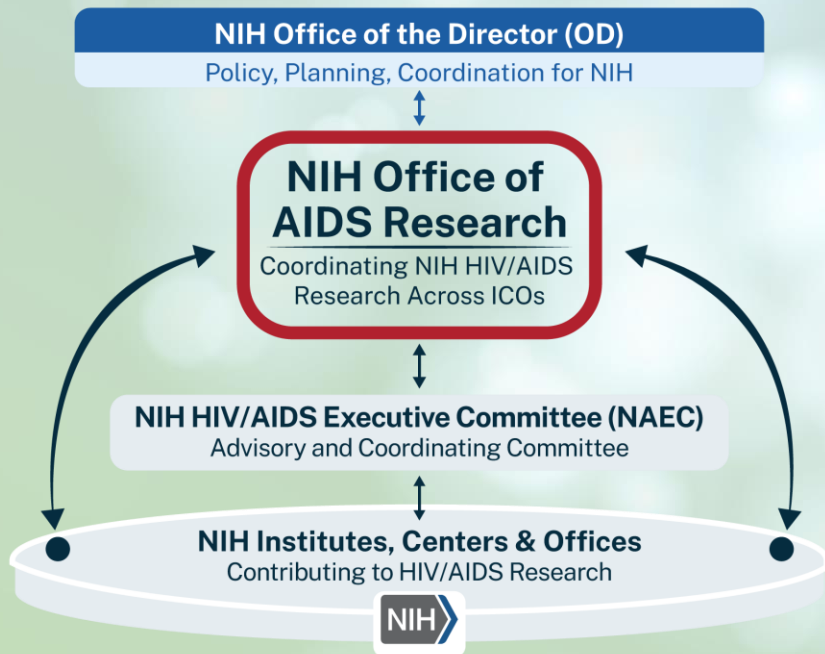 NIH Office of the Director (OD)
Policy, Planning, Coordination for NIH
NIH Office of
AIDS Research
Coordinating NIH HIV/AIDS
Research Across ICOs
NIH HIV/AIDS Executive Committee (NAEC)
Advisory and Coordinating Committee
NIH Institutes, Centers & Offices
Contributing to HIV/AIDS Research
NIH